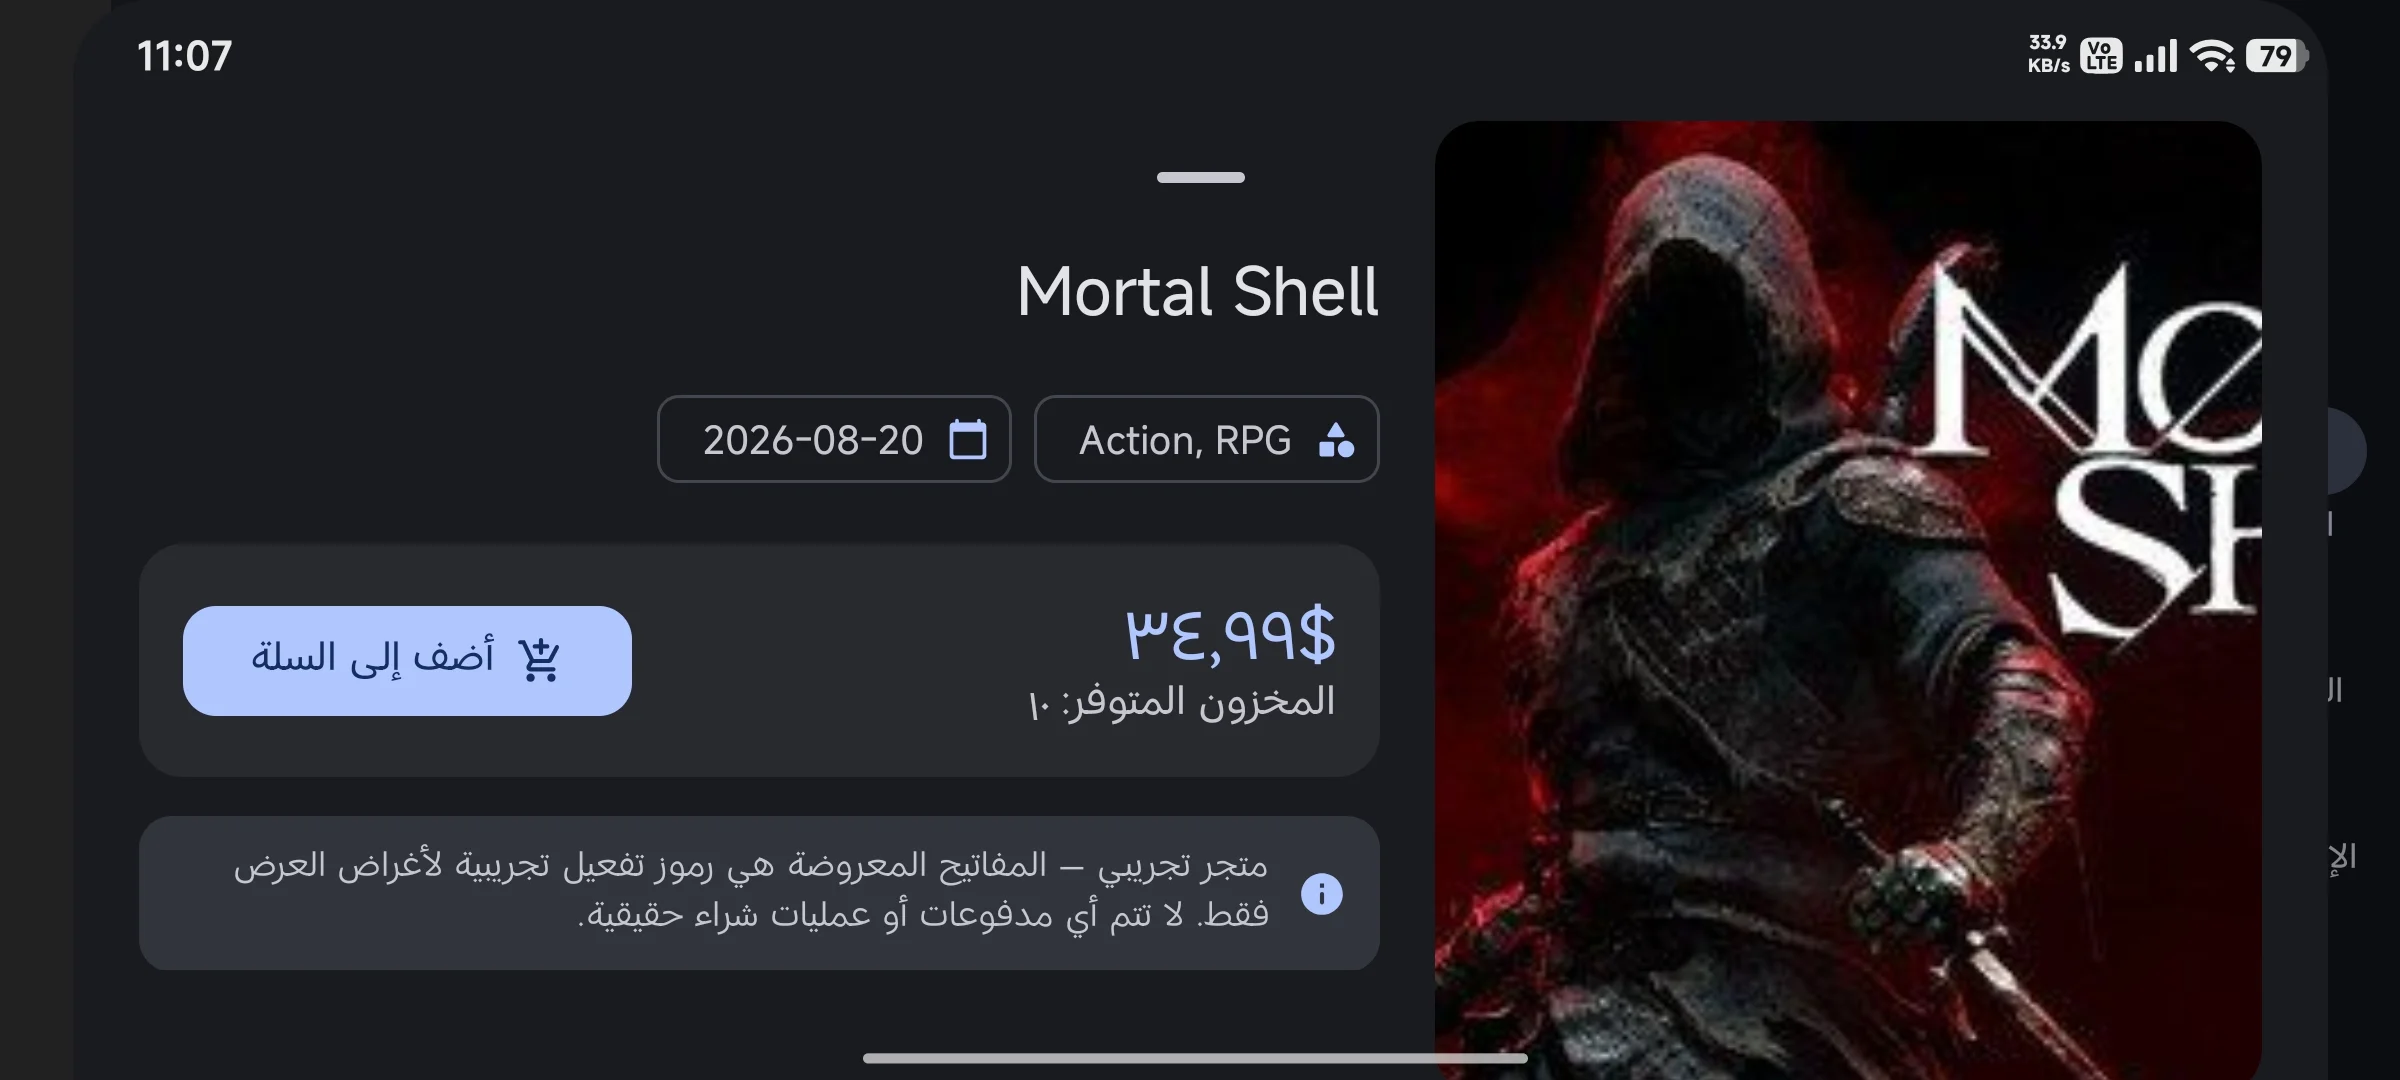 11:07
33.9 KB/s
Vo LTE
79
Mortal Shell
Action, RPG
2026-08-20
٣٤,٩٩$
المخزون المتوفر: ١٠
أضف إلى السلة
متجر تجريبي — المفاتيح المعروضة هي رموز تفعيل تجريبية لأغراض العرض
فقط. لا تتم أي مدفوعات أو عمليات شراء حقيقية.